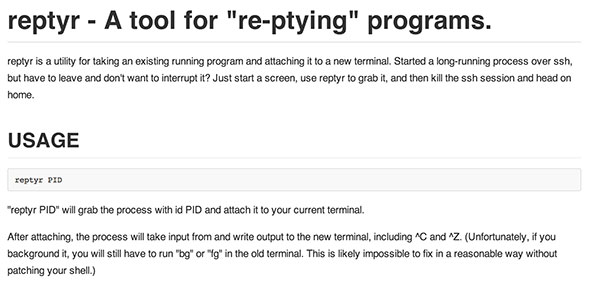 reptyr - A tool for "re-ptying" programs.
reptyr is a utility for taking an existing running program and attaching it to a new terminal. Started a long-running process over ssh,
but have to leave and don't want to interrupt it? Just start a screen, use reptyr to grab it, and then kill the ssh session and head on
home.
USAGE
reptyr PID
"reptyr PID" will grab the process with id PID and attach it to your current terminal.
After attaching, the process will take input from and write output to the new terminal, including ^C and ^Z. (Unfortunately, if you
background it, you will still have to run "bg" or "fg" in the old terminal. This is likely impossible to fix in a reasonable way without
patching your shell.)